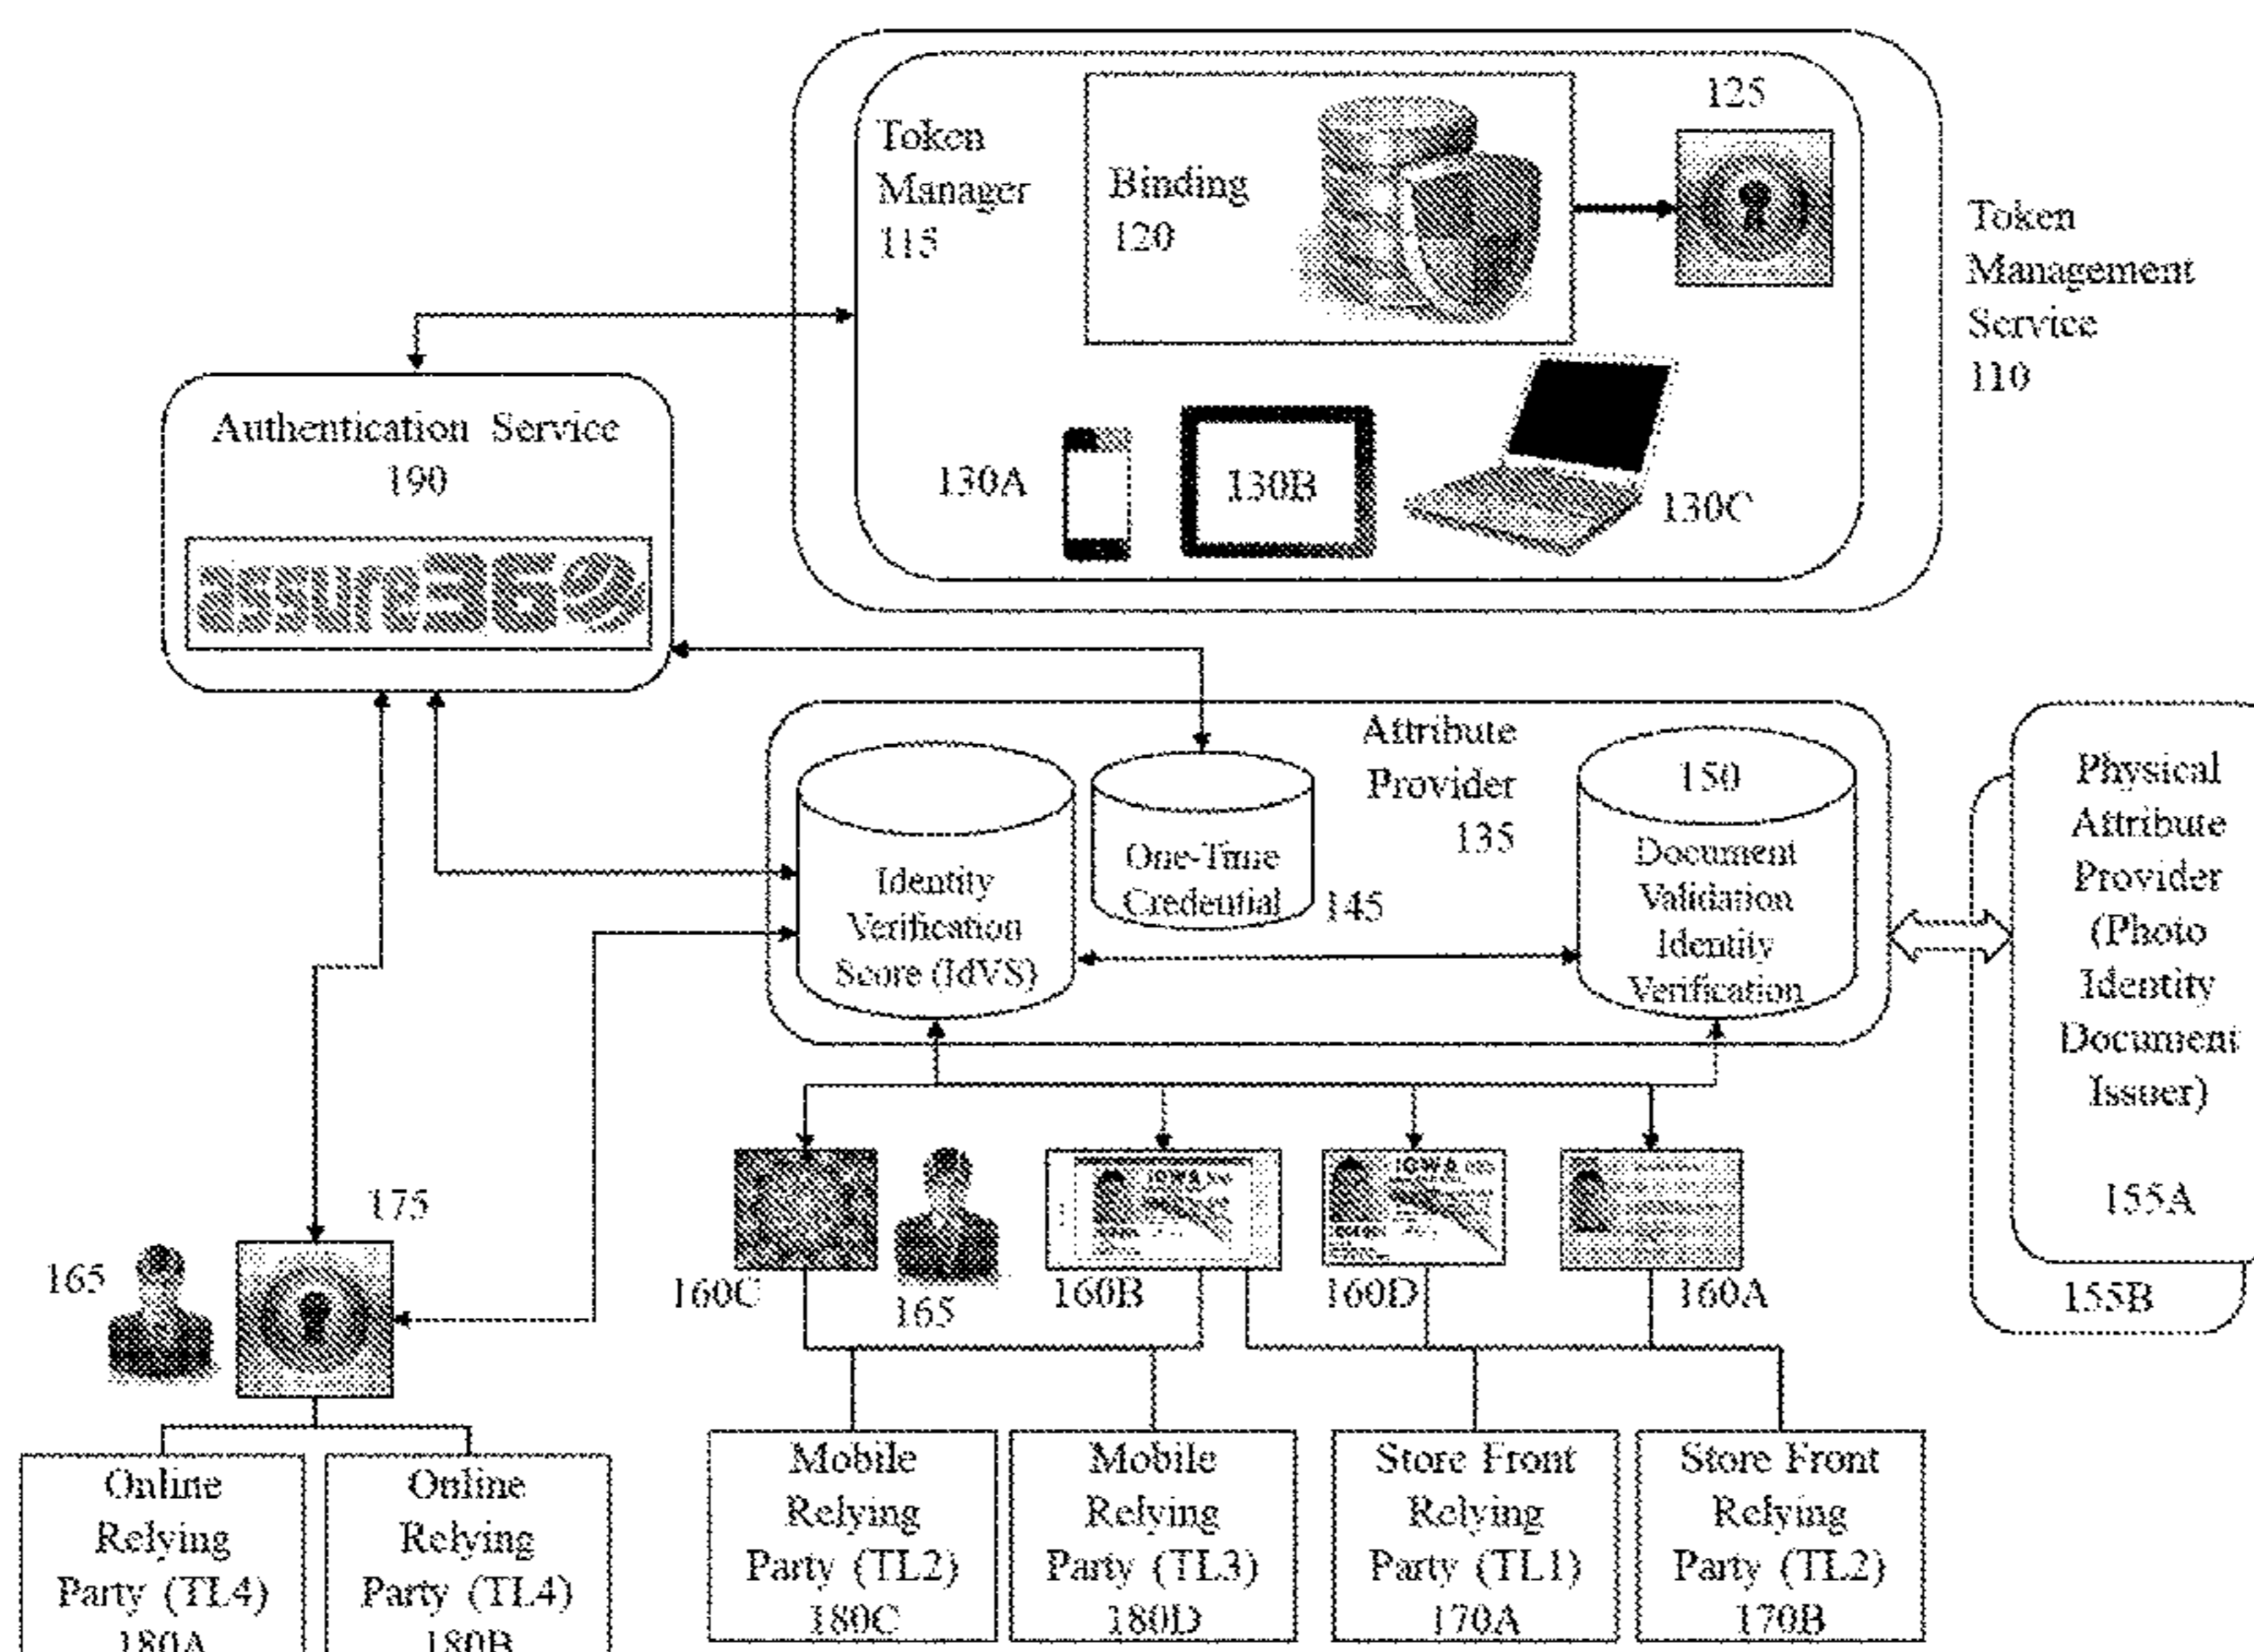 Token
Manager
115
Binding
120
125
Token
Management
Service
110
130A
130B
130C
Authentication Service
190
assure36
Attribute
Provider
135
Identity
Verification
Score (IdVS)
One-Time
Credential
145
150
Document
Validation
Identity
Verification
Physical
Attribute
Provider
(Photo
Identity
Document
Issuer)
155A
155B
175
165
160C
165
160B
IOWA
160D
IOWA
160A
Online
Relying
Party (TL4)
180A
Online
Relying
Party (TL4)
180B
Mobile
Relying
Party (TL2)
180C
Mobile
Relying
Party (TL3)
180D
Store Front
Relying
Party (TL1)
170A
Store Front
Relying
Party (TL2)
170B